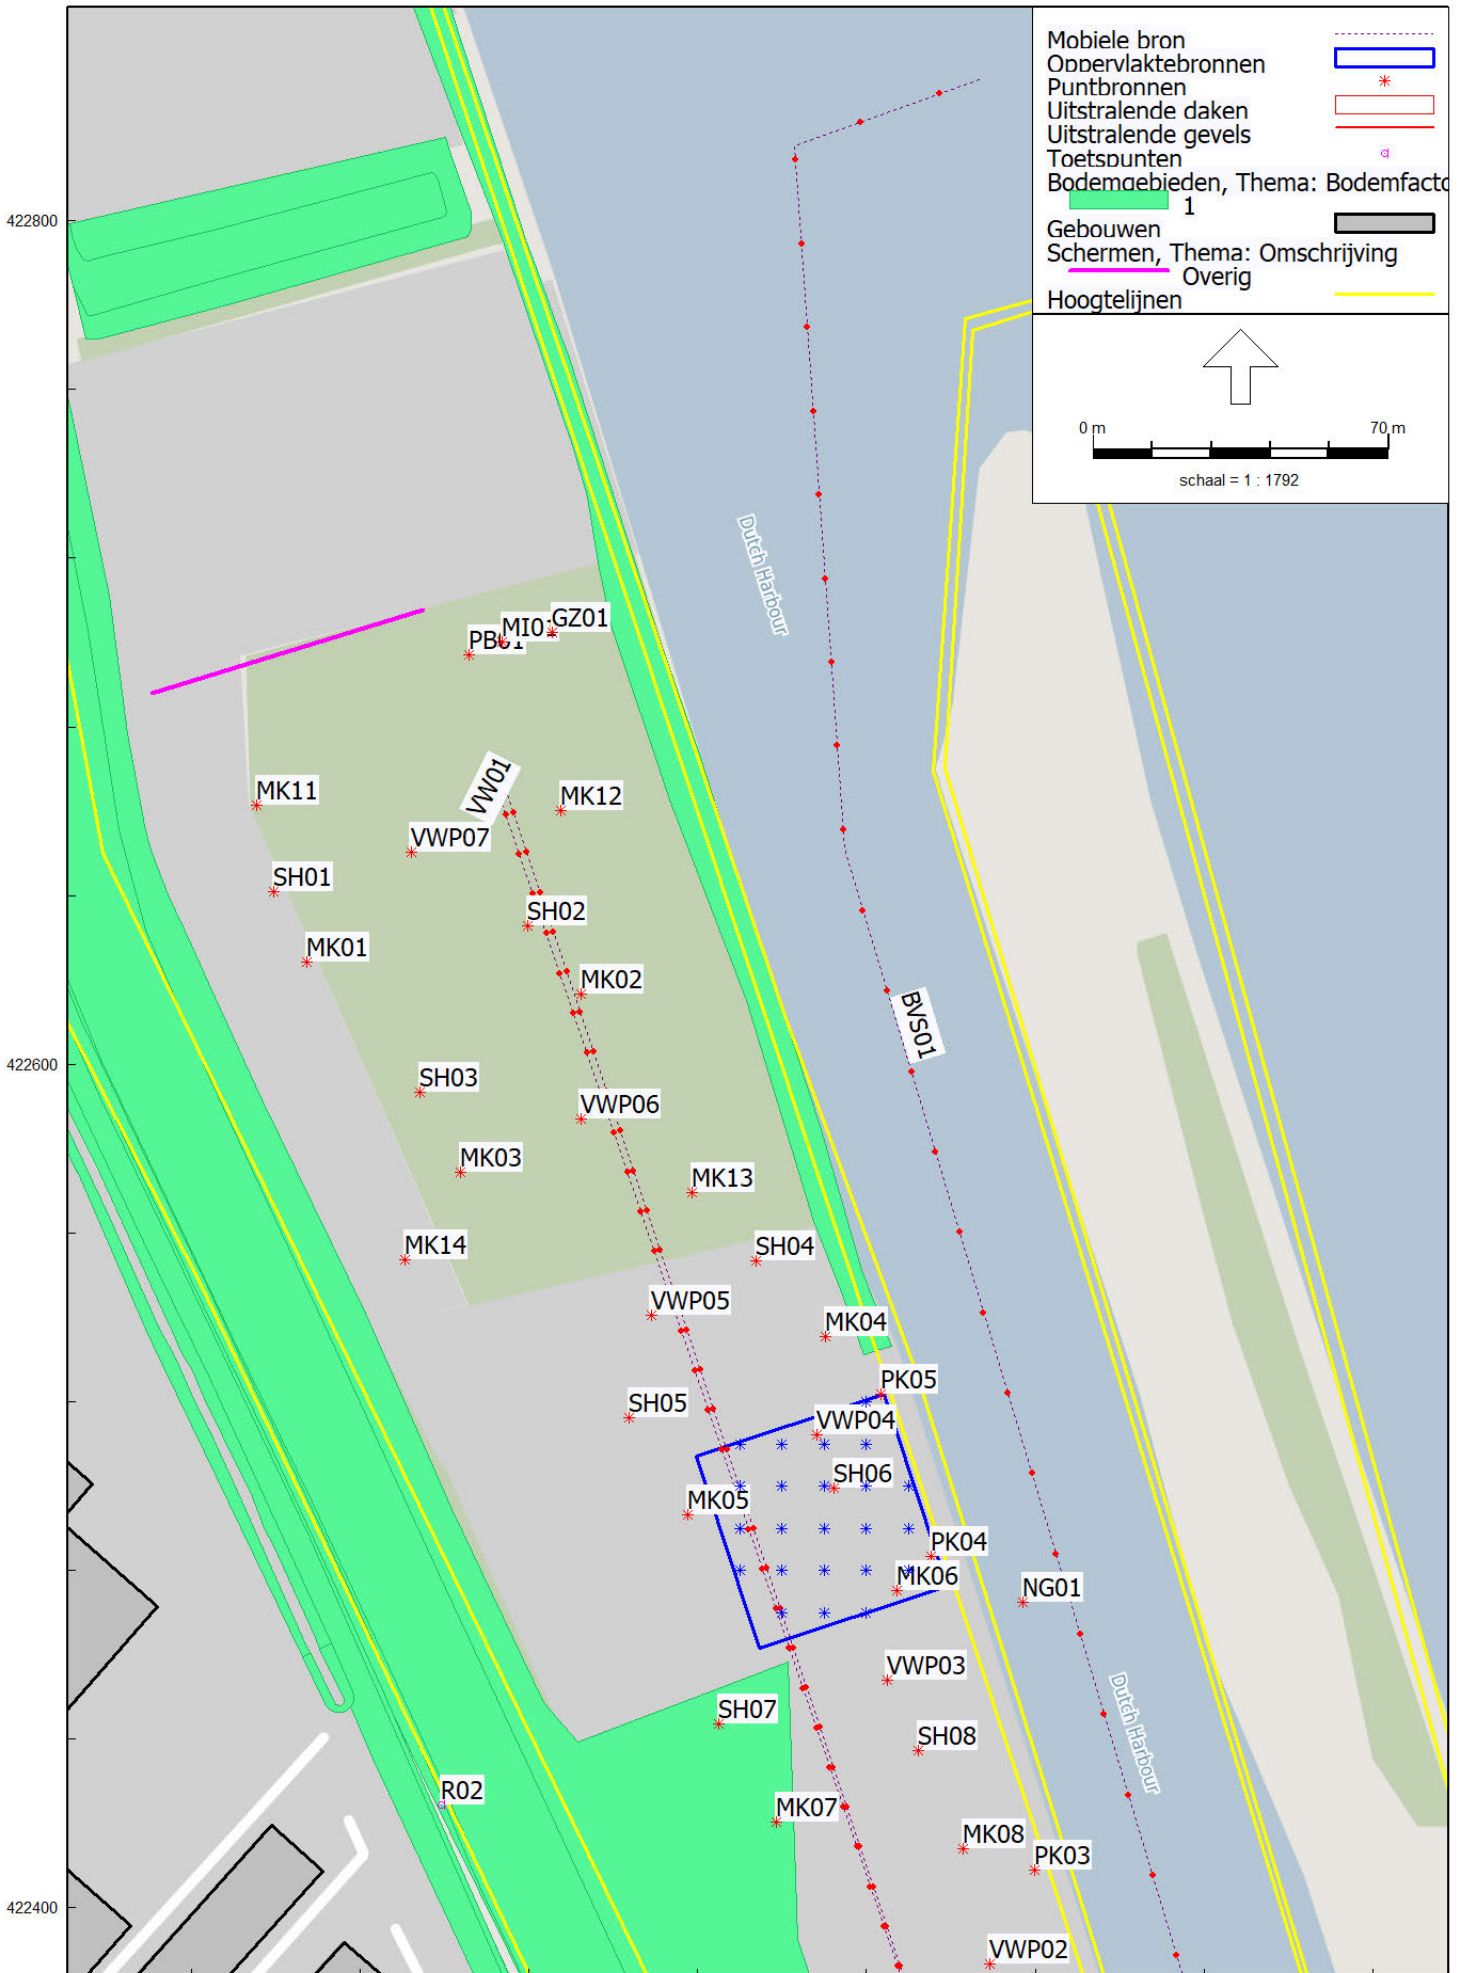 Mobiele bron
Oppervlaktebronnen
Puntbronnen
Uitstralende daken
Uitstralende gevels
Toetspunten
Bodemgebieden, Thema: Bodemfacto
1
Gebouwen
Schermen, Thema: Omschrijving
Overig
Hoogtelijnen
0 m
70 m
schaal = 1 : 1792
422800
422600
422400
Dutch Harbour
GZ01
MI01
PB01
VW01
MK11
MK12
VWP07
SH01
SH02
MK01
MK02
BVS01
SH03
VWP06
MK03
MK13
MK14
SH04
VWP05
MK04
PK05
SH05
VWP04
SH06
MK05
PK04
MK06
NG01
VWP03
Dutch Harbour
SH07
SH08
R02
MK07
MK08
PK03
VWP02